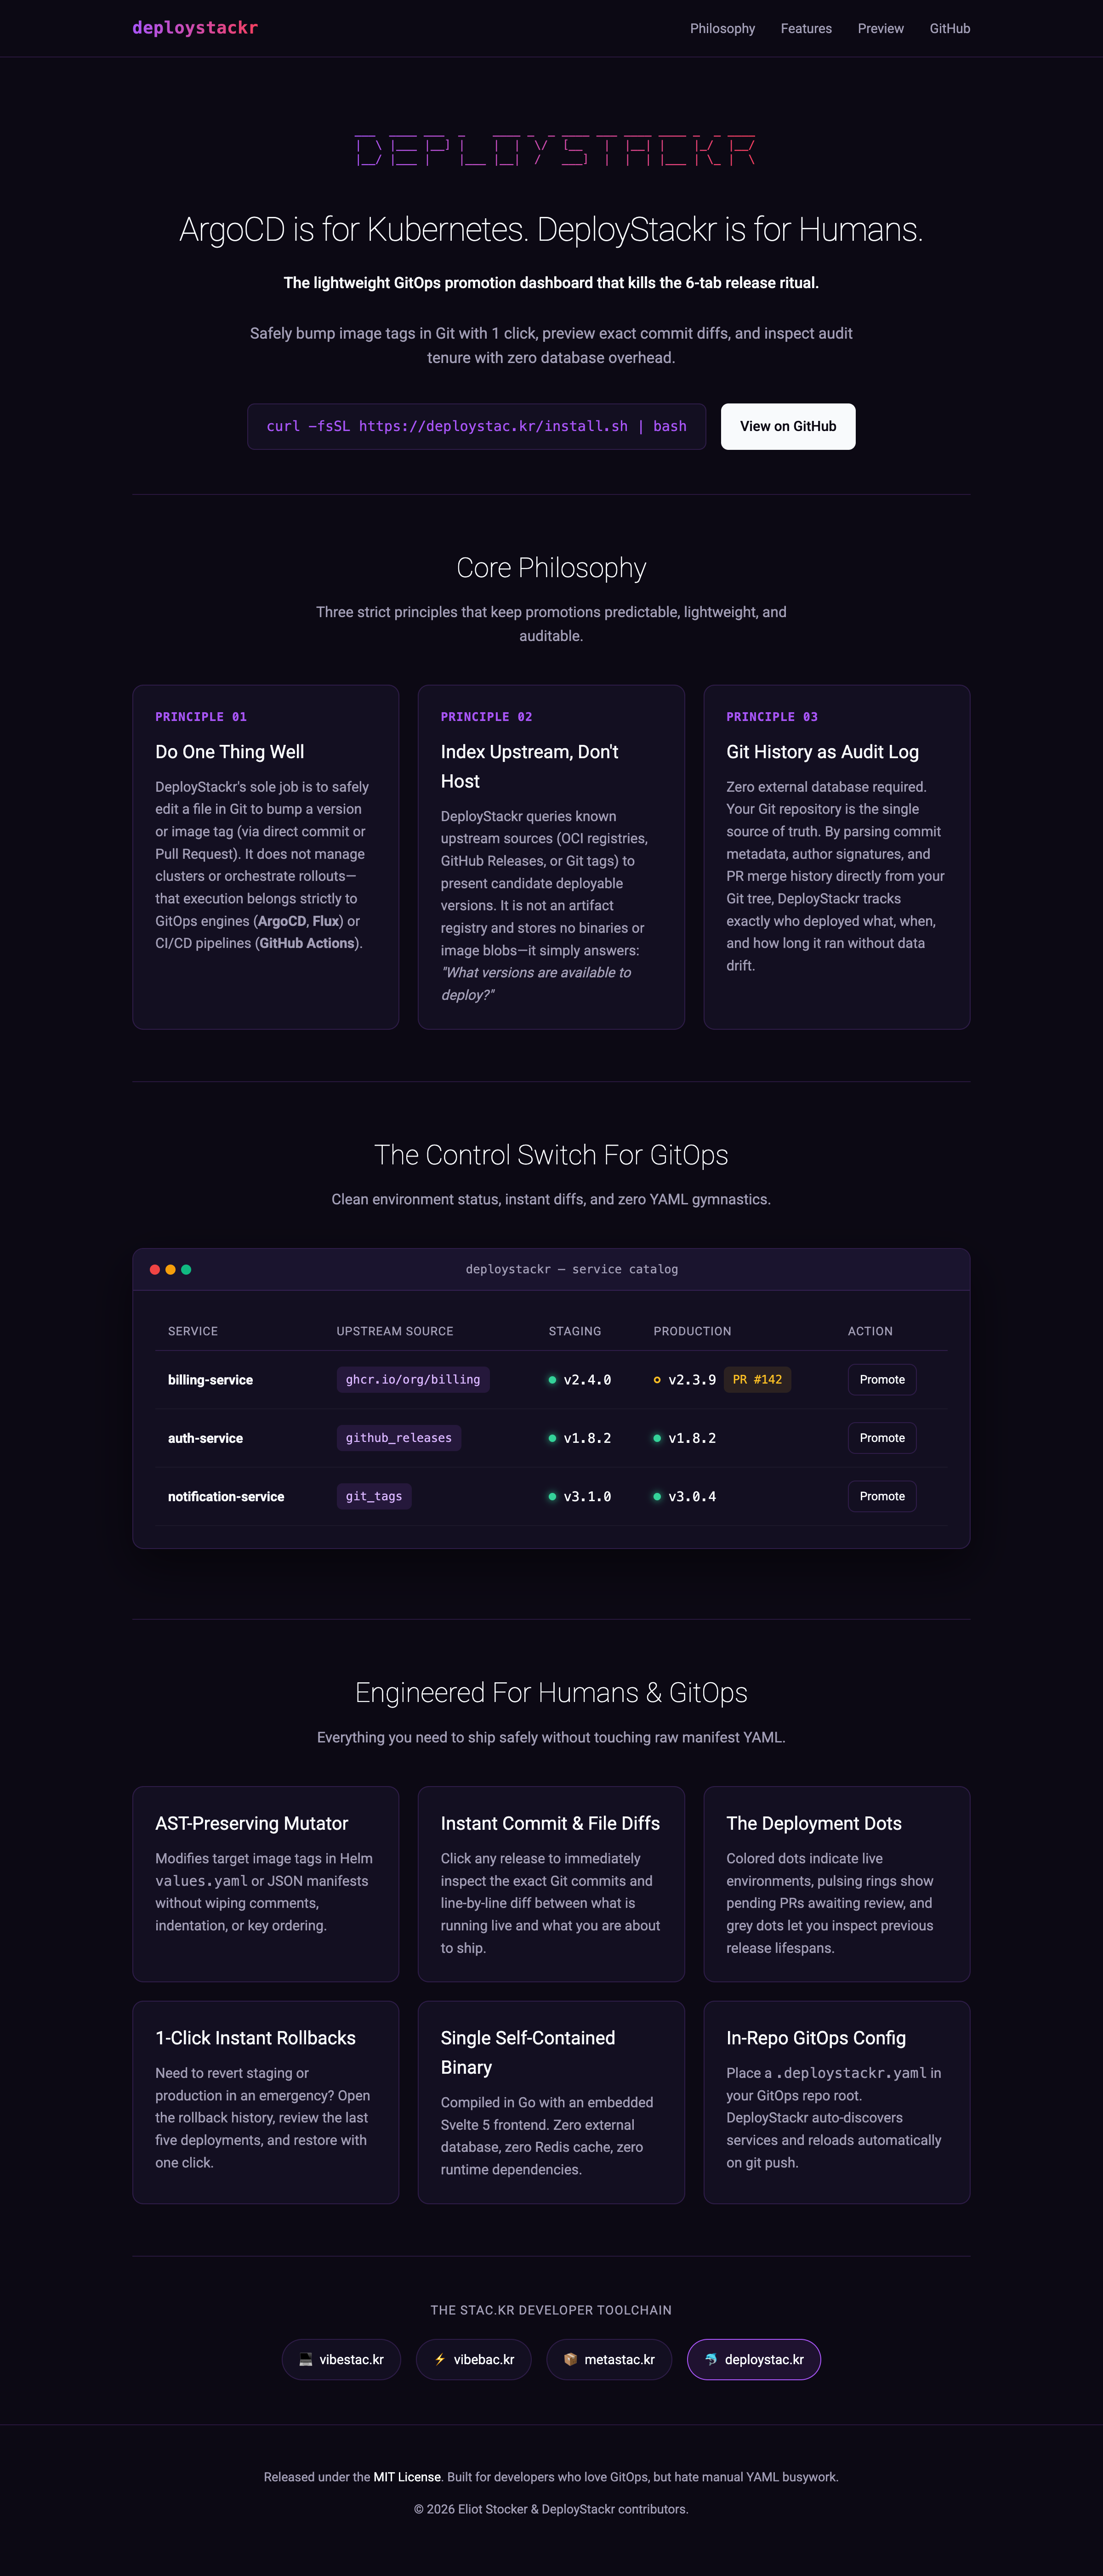 deploystackr
Philosophy Features Preview GitHub
DEPLOYSTACKR
ArgoCD is for Kubernetes. DeployStackr is for Humans.
The lightweight GitOps promotion dashboard that kills the 6-tab release ritual.
Safely bump image tags in Git with 1 click, preview exact commit diffs, and inspect audit
tenure with zero database overhead.
curl -fsSL https://deploystac.kr/install.sh | bash
View on GitHub
Core Philosophy
Three strict principles that keep promotions predictable, lightweight, and
auditable.
PRINCIPLE 01
Do One Thing Well
DeployStackr's sole job is to safely
edit a file in Git to bump a version
or image tag (via direct commit or
Pull Request). It does not manage
clusters or orchestrate rollouts—
that execution belongs strictly to
GitOps engines (ArgoCD, Flux) or
CI/CD pipelines (GitHub Actions).
PRINCIPLE 02
Index Upstream, Don't
Host
DeployStackr queries known
upstream sources (OCI registries,
GitHub Releases, or Git tags) to
present candidate deployable
versions. It is not an artifact
registry and stores no binaries or
image blobs—it simply answers:
"What versions are available to
deploy?"
PRINCIPLE 03
Git History as Audit Log
Zero external database required.
Your Git repository is the single
source of truth. By parsing commit
metadata, author signatures, and
PR merge history directly from your
Git tree, DeployStackr tracks
exactly who deployed what, when,
and how long it ran without data
drift.
The Control Switch For GitOps
Clean environment status, instant diffs, and zero YAML gymnastics.
deploystackr — service catalog
SERVICE UPSTREAM SOURCE STAGING PRODUCTION ACTION
billing-service ghcr.io/org/billing v2.4.0 v2.3.9 PR #142 Promote
auth-service github_releases v1.8.2 v1.8.2 Promote
notification-service git_tags v3.1.0 v3.0.4 Promote
Engineered For Humans & GitOps
Everything you need to ship safely without touching raw manifest YAML.
AST-Preserving Mutator
Modifies target image tags in Helm
values.yaml or JSON manifests
without wiping comments,
indentation, or key ordering.
Instant Commit & File Diffs
Click any release to immediately
inspect the exact Git commits and
line-by-line diff between what is
running live and what you are about
to ship.
The Deployment Dots
Colored dots indicate live
environments, pulsing rings show
pending PRs awaiting review, and
grey dots let you inspect previous
release lifespans.
1-Click Instant Rollbacks
Need to revert staging or
production in an emergency? Open
the rollback history, review the last
five deployments, and restore with
one click.
Single Self-Contained
Binary
Compiled in Go with an embedded
Svelte 5 frontend. Zero external
database, zero Redis cache, zero
runtime dependencies.
In-Repo GitOps Config
Place a .deploystackr.yaml in
your GitOps repo root.
DeployStackr auto-discovers
services and reloads automatically
on git push.
THE STAC.KR DEVELOPER TOOLCHAIN
vibestac.kr vibebac.kr metastac.kr deploystac.kr
Released under the MIT License. Built for developers who love GitOps, but hate manual YAML busywork.
© 2026 Eliot Stocker & DeployStackr contributors.